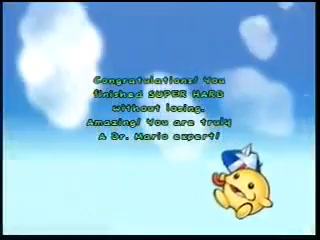 Congratulations! You
finished SUPER HARD
without losing.
Amazing! You are truly
A Dr. Mario expert!